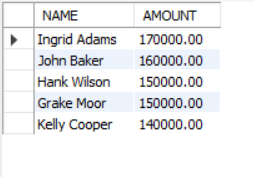 NAME AMOUNT
Ingrid Adams 170000.00
John Baker 160000.00
Hank Wilson 150000.00
Grake Moor 150000.00
Kelly Cooper 140000.00